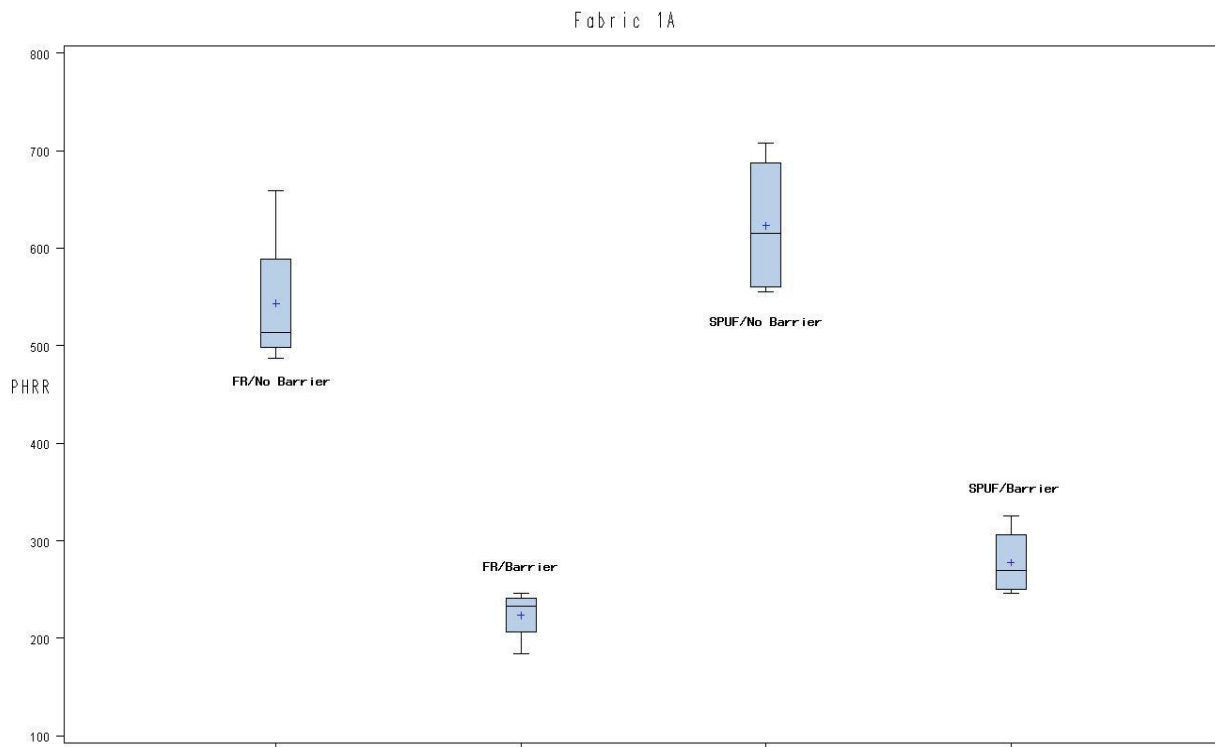 Fabric 1A
800
700
600
500
400
300
200
100
PHRR
FR/No Barrier
FR/Barrier
SPUF/No Barrier
SPUF/Barrier